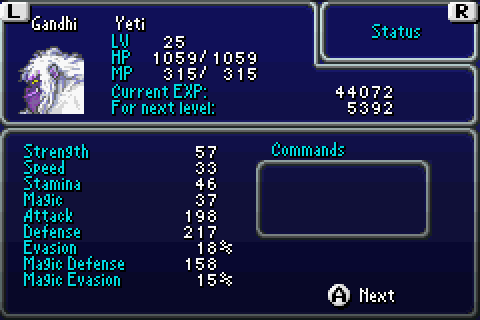 L
R
Gandhi Yeti
Status
LV 25
HP 1059/1059
MP 315/ 315
Current EXP: 44072
For next level: 5392
Strength 57
Commands
Speed 33
Stamina 46
Magic 37
Attack 198
Defense 217
Evasion 18%
Magic Defense 158
Magic Evasion 15%
A Next